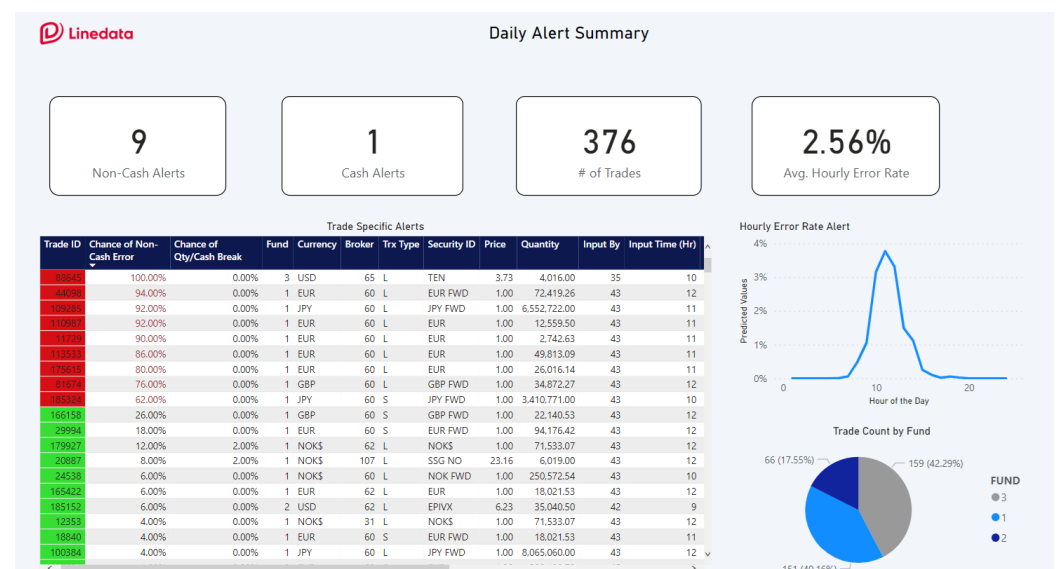 Linedata
Daily Alert Summary
9
Non-Cash Alerts
1
Cash Alerts
376
# of Trades
2.56%
Avg. Hourly Error Rate
Trade Specific Alerts
Trade ID Chance of Non-Cash Error Chance of Qty/Cash Break Fund Currency Broker Trx Type Security ID Price Quantity Input By Input Time (Hr)
88645 100.00% 0.00% 3 USD 65 L TEN 3.73 4,016.00 35 10
44098 94.00% 0.00% 1 EUR 60 L EUR FWD 1.00 72,419.26 43 12
109285 92.00% 0.00% 1 JPY 60 L JPY FWD 1.00 6,552,722.00 43 11
110987 92.00% 0.00% 1 EUR 60 L EUR 1.00 12,559.50 43 11
11729 90.00% 0.00% 1 EUR 60 L EUR 1.00 2,742.63 43 11
113533 86.00% 0.00% 1 EUR 60 L EUR 1.00 49,813.09 43 11
175615 80.00% 0.00% 1 EUR 60 L EUR 1.00 26,016.14 43 11
81674 76.00% 0.00% 1 GBP 60 L GBP FWD 1.00 34,872.27 43 12
185324 62.00% 0.00% 1 JPY 60 S JPY FWD 1.00 3,410,771.00 43 10
166158 26.00% 0.00% 1 GBP 60 S GBP FWD 1.00 22,140.53 43 12
29994 18.00% 0.00% 1 EUR 60 S EUR FWD 1.00 94,176.42 43 12
179927 12.00% 2.00% 1 NOK$ 62 L NOK$ 1.00 71,533.07 43 12
20887 8.00% 2.00% 1 NOK$ 107 L SSG NO 23.16 6,019.00 43 12
24538 6.00% 0.00% 1 NOK$ 60 L NOK FWD 1.00 250,572.54 43 10
165422 6.00% 0.00% 1 EUR 62 L EUR 1.00 18,021.53 43 12
185152 6.00% 0.00% 2 USD 62 L EPIVX 6.23 35,040.50 42 9
12353 4.00% 0.00% 1 NOK$ 31 L NOK$ 1.00 71,533.07 43 12
18840 4.00% 0.00% 1 EUR 60 S EUR FWD 1.00 18,021.53 43 11
100384 4.00% 0.00% 1 JPY 60 L JPY FWD 1.00 8,065,060.00 43 12
Hourly Error Rate Alert
4%
3%
2%
1%
0%
Predicted Values
0 10 20
Hour of the Day
Trade Count by Fund
66 (17.55%)
159 (42.29%)
151 (40.16%)
FUND
3
1
2